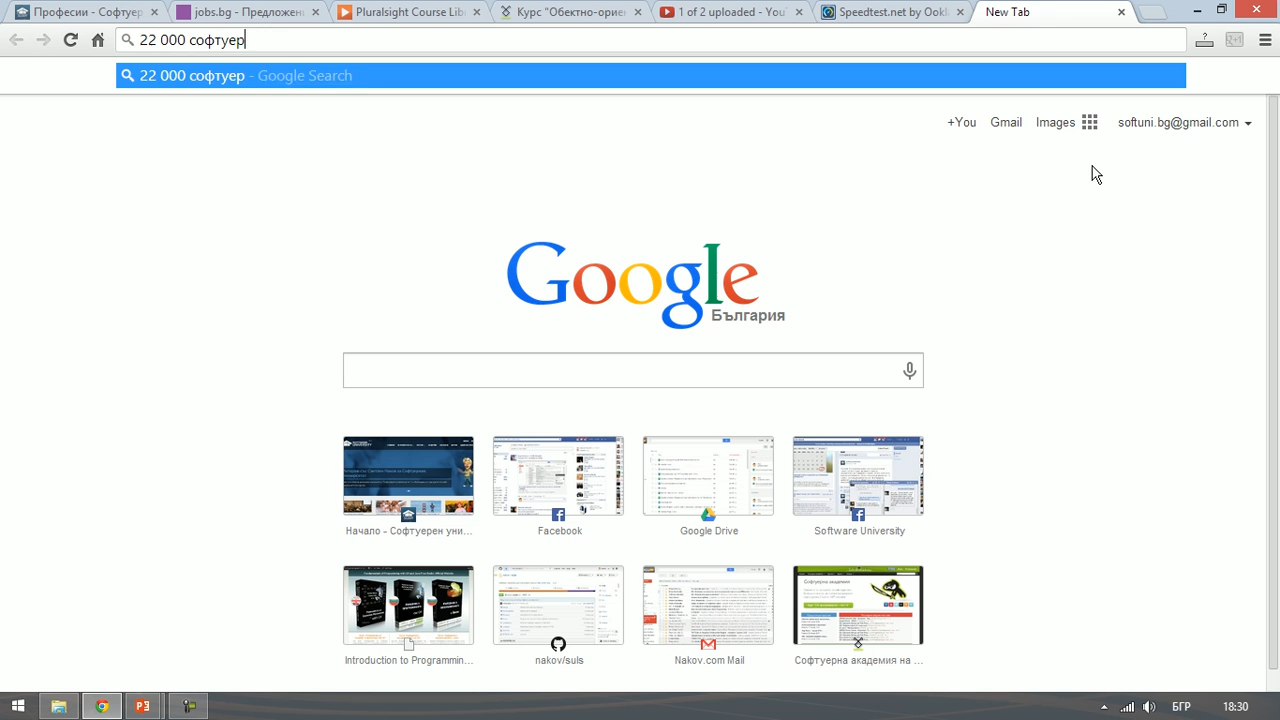 Професии - Софтуер
jobs.bg - Предложени
Pluralsight Course Libr
Курс "Обектно-ориен
1 of 2 uploaded - YouT
Speedtest.net by Ookl
New Tab
22 000 софтуер
22 000 софтуер - Google Search
+You Gmail Images softuni.bg@gmail.com
Google
България
Начало - Софтуерен уни...
Facebook
Google Drive
Software University
Introduction to Programmin...
nakov/suls
Nakov.com Mail
Софтуерна академия на ...
БГР 18:30